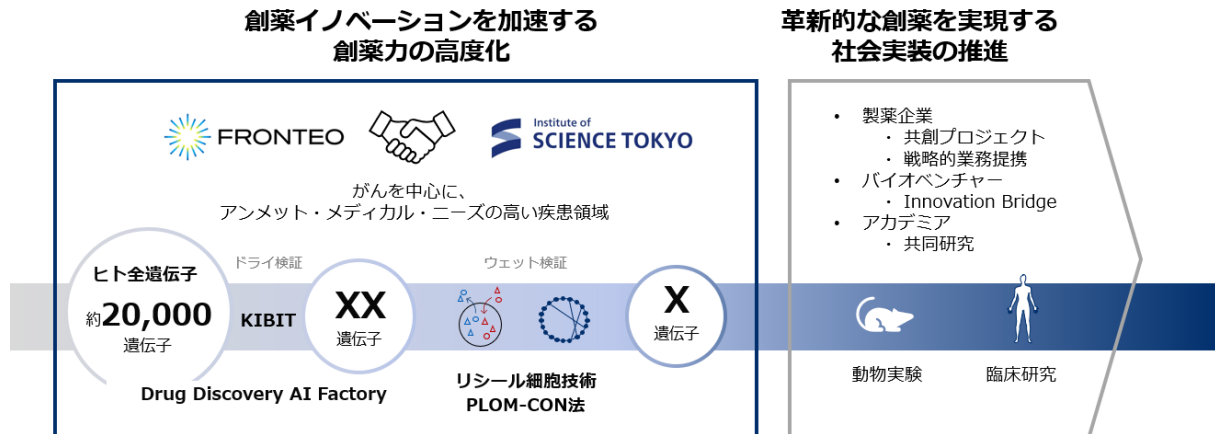 創薬イノベーションを加速する
創薬力の高度化
FRONTEO
Institute of
SCIENCE TOKYO
がんを中心に、
アンメット・メディカル・ニーズの高い疾患領域
ヒト全遺伝子
約20,000
遺伝子
ドライ検証
KIBIT
XX
遺伝子
ウェット検証
X
遺伝子
Drug Discovery AI Factory
リシール細胞技術
PLOM-CON法
革新的な創薬を実現する
社会実装の推進
• 製薬企業
・ 共創プロジェクト
・ 戦略的業務提携
• バイオベンチャー
・ Innovation Bridge
• アカデミア
・ 共同研究
動物実験
臨床研究